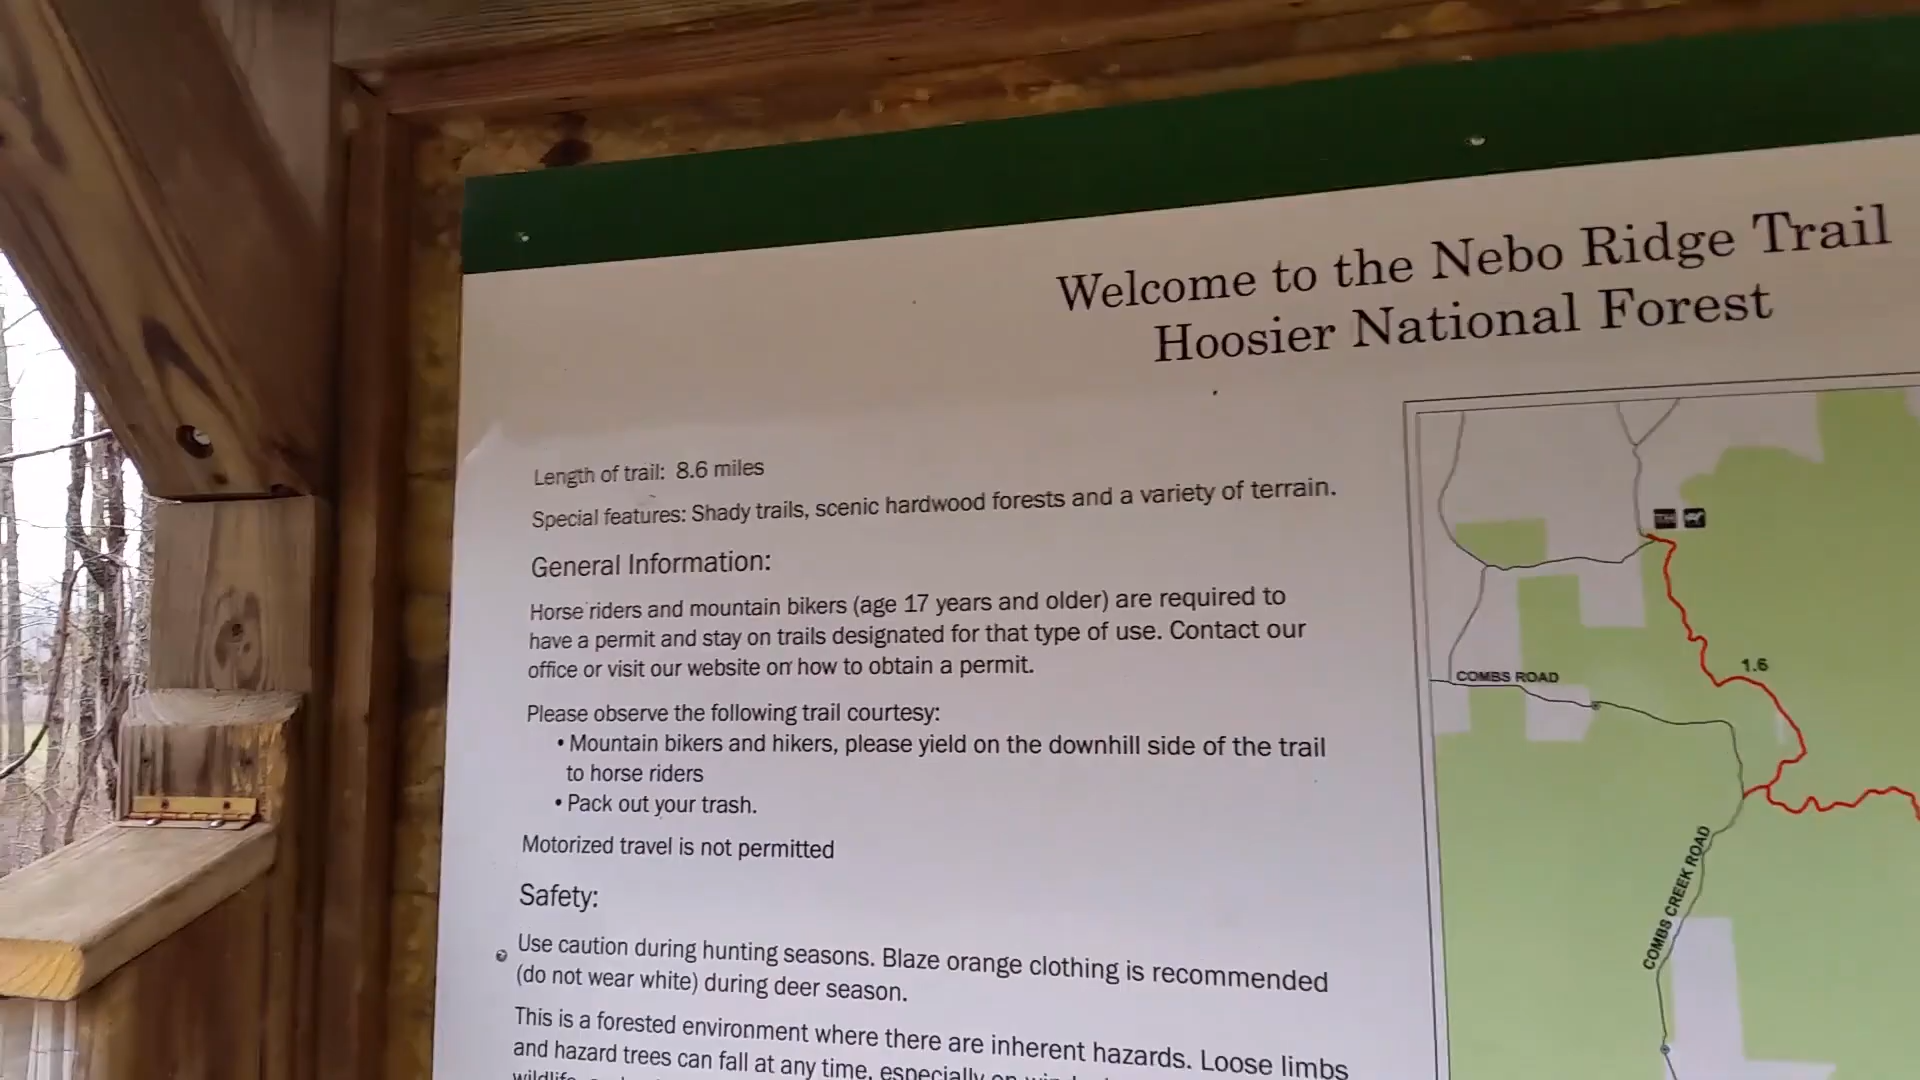 Welcome to the Nebo Ridge Trail
Hoosier National Forest
Length of trail: 8.6 miles
Special features: Shady trails, scenic hardwood forests and a variety of terrain.
General Information:
Horse riders and mountain bikers (age 17 years and older) are required to
have a permit and stay on trails designated for that type of use. Contact our
office or visit our website on how to obtain a permit.
Please observe the following trail courtesy:
• Mountain bikers and hikers, please yield on the downhill side of the trail
to horse riders
• Pack out your trash.
Motorized travel is not permitted
Safety:
Use caution during hunting seasons. Blaze orange clothing is recommended
(do not wear white) during deer season.
This is a forested environment where there are inherent hazards. Loose limbs
and hazard trees can fall at any time, especially on
wildlife
1.6
COMBS ROAD
COMBS CREEK ROAD